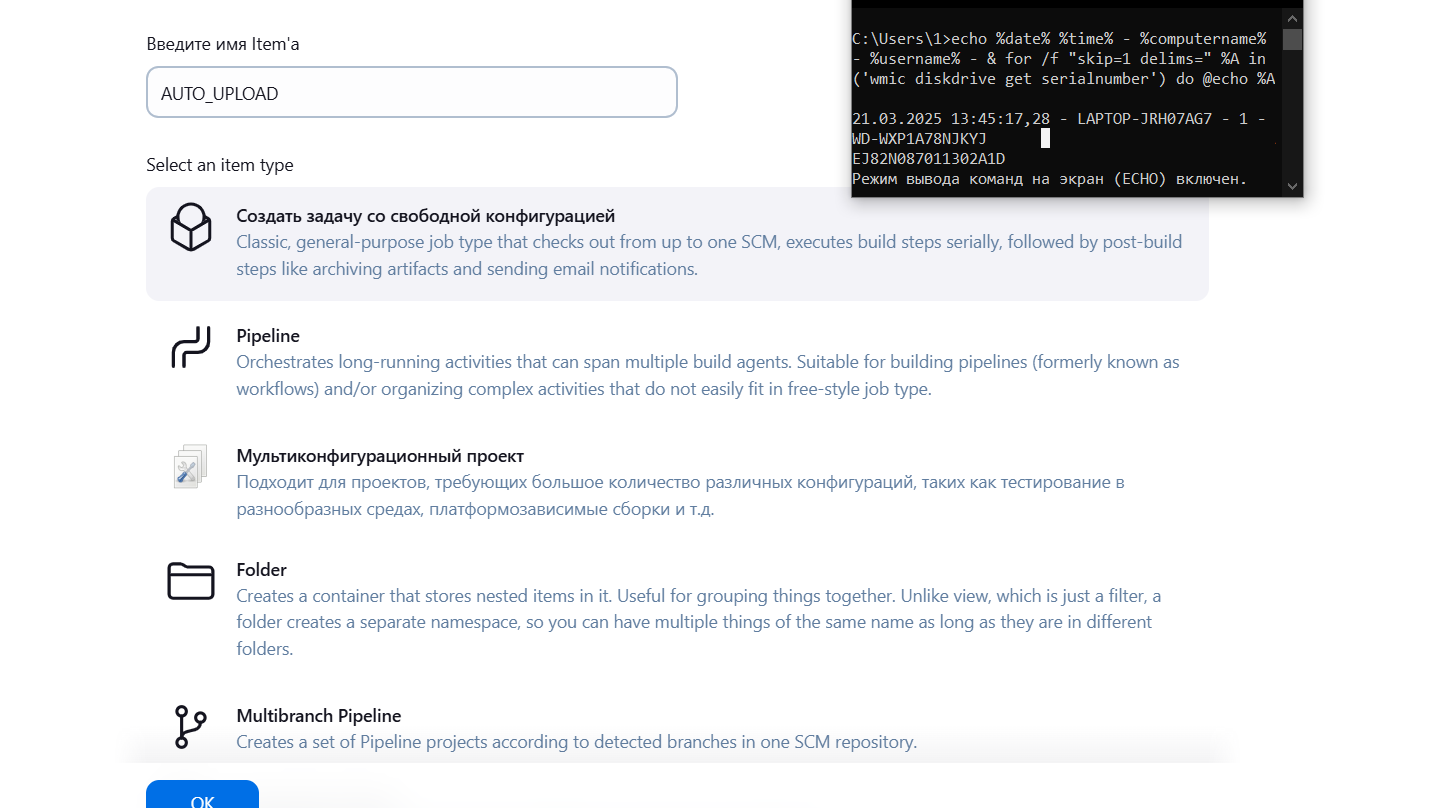 Введите имя Item'a
AUTO_UPLOAD
Select an item type
Создать задачу со свободной конфигурацией
Classic, general-purpose job type that checks out from up to one SCM, executes build steps serially, followed by post-build
steps like archiving artifacts and sending email notifications.
Pipeline
Orchestrates long-running activities that can span multiple build agents. Suitable for building pipelines (formerly known as
workflows) and/or organizing complex activities that do not easily fit in free-style job type.
Мультиконфигурационный проект
Подходит для проектов, требующих большое количество различных конфигураций, таких как тестирование в
разнообразных средах, платформозависимые сборки и т.д.
Folder
Creates a container that stores nested items in it. Useful for grouping things together. Unlike view, which is just a filter, a
folder creates a separate namespace, so you can have multiple things of the same name as long as they are in different
folders.
Multibranch Pipeline
Creates a set of Pipeline projects according to detected branches in one SCM repository.
OK
C:\Users\1>echo %date% %time% - %computername%
- %username% - & for /f "skip=1 delims=" %A in
('wmic diskdrive get serialnumber') do @echo %A
21.03.2025 13:45:17,28 - LAPTOP-JRH07AG7 - 1 -
WD-WXP1A78NJKYJ
EJ82N087011302A1D
Режим вывода команд на экран (ECHO) включен.